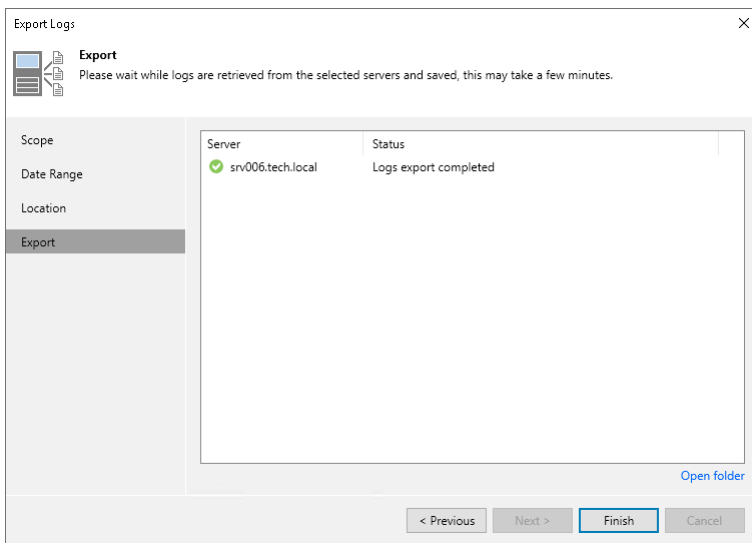 Export Logs
Export
Please wait while logs are retrieved from the selected servers and saved, this may take a few minutes.
Scope
Date Range
Location
Export
Server Status
srv006.tech.local Logs export completed
Open folder
< Previous Next > Finish Cancel